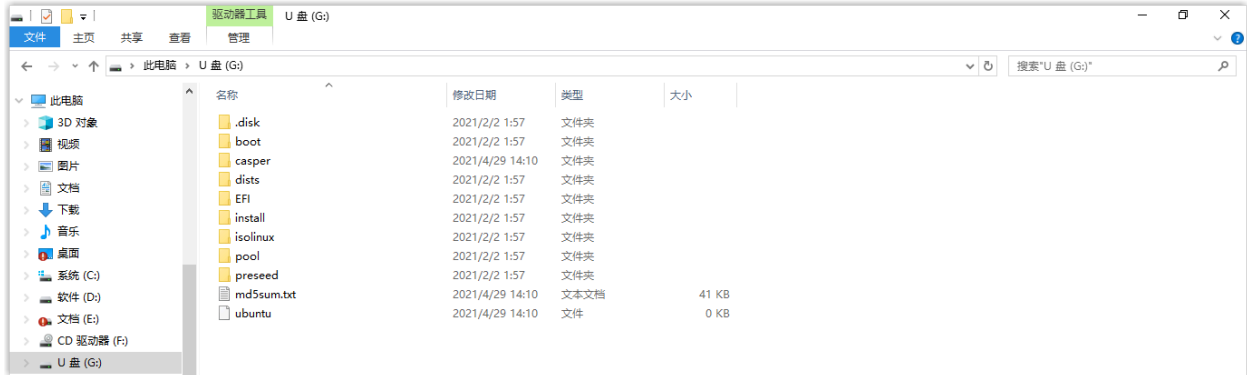 驱动器工具 U 盘 (G:)
文件 主页 共享 查看 管理
此电脑 › U 盘 (G:) 搜索"U 盘 (G:)"
此电脑
3D 对象
视频
图片
文档
下载
音乐
桌面
系统 (C:)
软件 (D:)
文档 (E:)
CD 驱动器 (F:)
U 盘 (G:)
名称 修改日期 类型 大小
.disk 2021/2/2 1:57 文件夹
boot 2021/2/2 1:57 文件夹
casper 2021/4/29 14:10 文件夹
dists 2021/2/2 1:57 文件夹
EFI 2021/2/2 1:57 文件夹
install 2021/2/2 1:57 文件夹
isolinux 2021/2/2 1:57 文件夹
pool 2021/2/2 1:57 文件夹
preseed 2021/2/2 1:57 文件夹
md5sum.txt 2021/4/29 14:10 文本文档 41 KB
ubuntu 2021/4/29 14:10 文件 0 KB